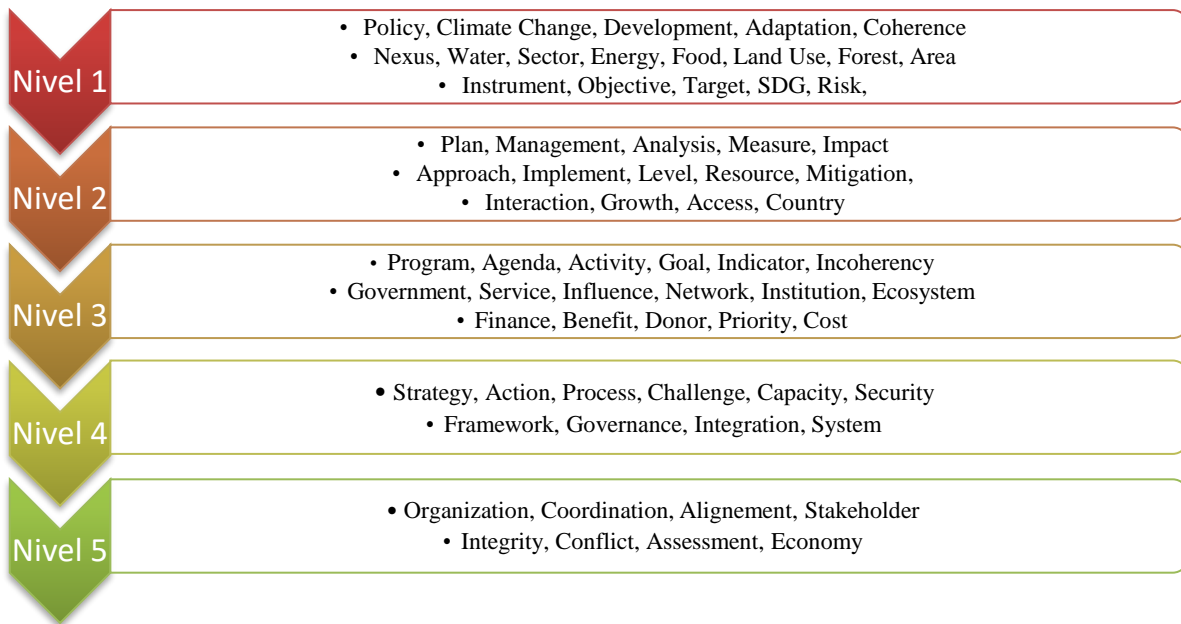 Nivel 1
• Policy, Climate Change, Development, Adaptation, Coherence
• Nexus, Water, Sector, Energy, Food, Land Use, Forest, Area
• Instrument, Objective, Target, SDG, Risk,
Nivel 2
• Plan, Management, Analysis, Measure, Impact
• Approach, Implement, Level, Resource, Mitigation,
• Interaction, Growth, Access, Country
Nivel 3
• Program, Agenda, Activity, Goal, Indicator, Incoherency
• Government, Service, Influence, Network, Institution, Ecosystem
• Finance, Benefit, Donor, Priority, Cost
Nivel 4
• Strategy, Action, Process, Challenge, Capacity, Security
• Framework, Governance, Integration, System
Nivel 5
• Organization, Coordination, Alignement, Stakeholder
• Integrity, Conflict, Assessment, Economy